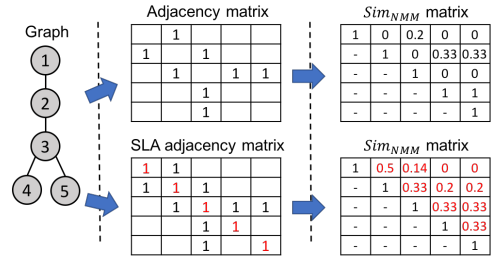 Graph
1
2
3
4 5
Adjacency matrix
1
1 1
1 1 1
1
1
Sim_NMM matrix
1 0 0.2 0 0
- 1 0 0.33 0.33
- - 1 0 0
- - - 1 1
- - - - 1
SLA adjacency matrix
1 1
1 1 1
1 1 1 1
1 1
1 1
Sim_NMM matrix
1 0.5 0.14 0 0
- 1 0.33 0.2 0.2
- - 1 0.33 0.33
- - - 1 0.33
- - - - 1